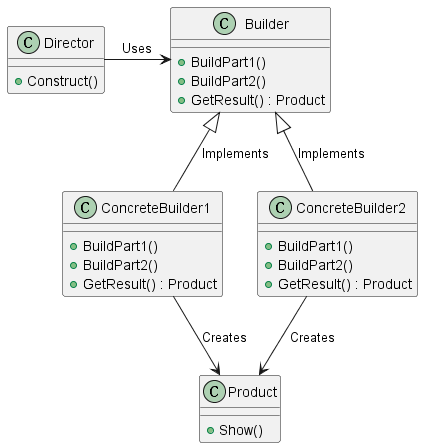 C Director
+ Construct()
Uses
C Builder
BuildPart1()
BuildPart2()
GetResult() : Product
Implements
Implements
C ConcreteBuilder1
BuildPart1()
BuildPart2()
GetResult() : Product
C ConcreteBuilder2
BuildPart1()
BuildPart2()
GetResult() : Product
Creates
Creates
C Product
Show()